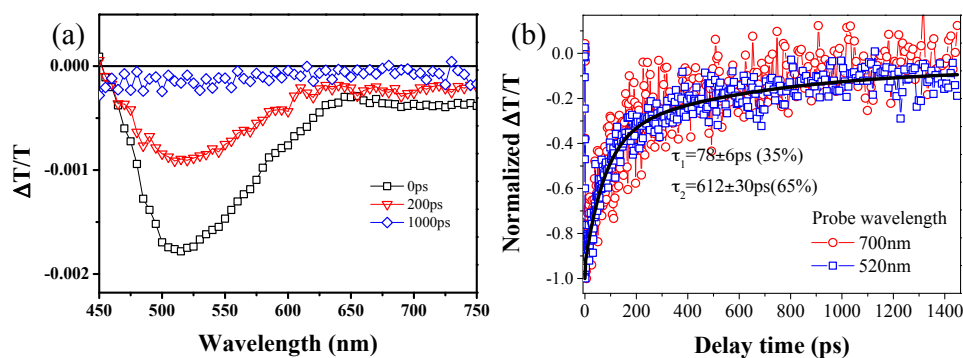 (a)
0.000
-0.001
-0.002
ΔT/T
0ps
200ps
1000ps
450 500 550 600 650 700 750
Wavelength (nm)
(b)
0.0
-0.2
-0.4
-0.6
-0.8
-1.0
Normalized ΔT/T
τ1=78±6ps (35%)
τ2=612±30ps(65%)
Probe wavelength
700nm
520nm
0 200 400 600 800 1000 1200 1400
Delay time (ps)